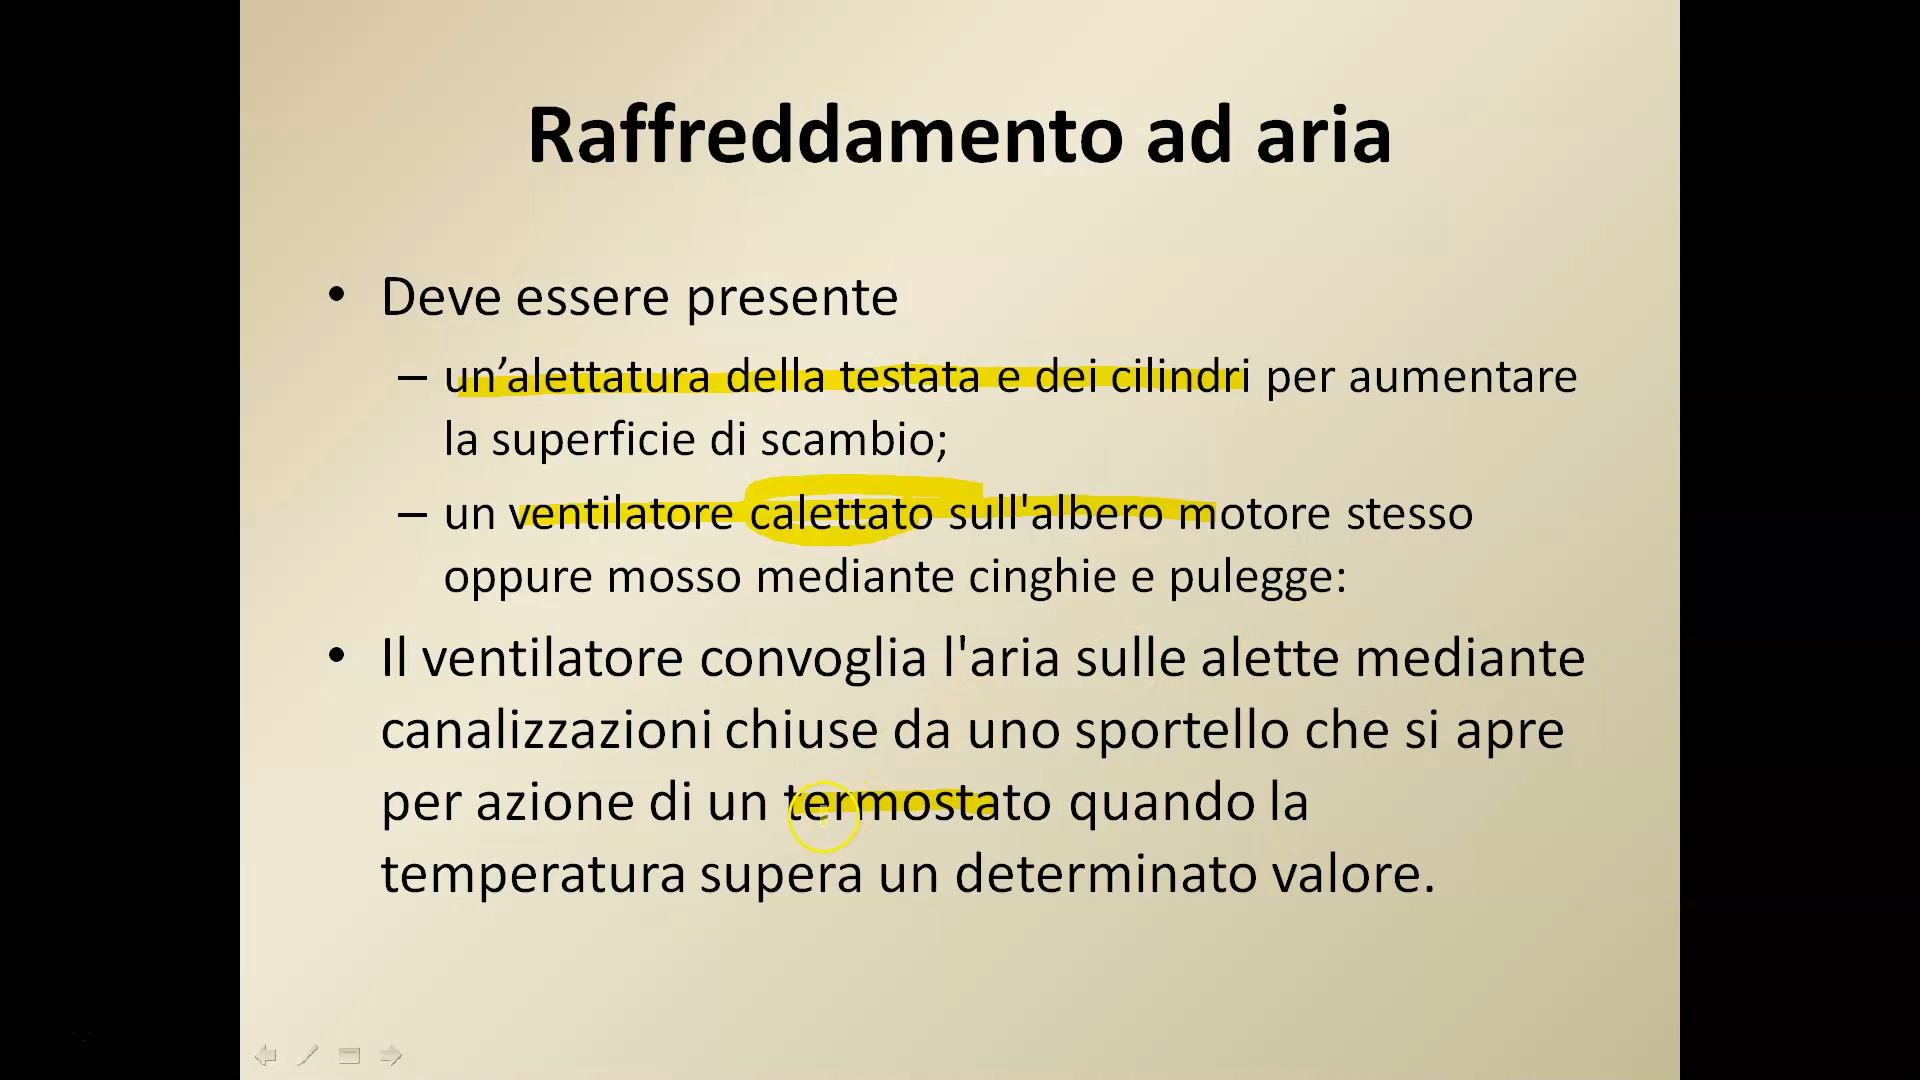 Raffreddamento ad aria
• Deve essere presente
– un’alettatura della testata e dei cilindri per aumentare
la superficie di scambio;
– un ventilatore calettato sull'albero motore stesso
oppure mosso mediante cinghie e pulegge:
• Il ventilatore convoglia l'aria sulle alette mediante
canalizzazioni chiuse da uno sportello che si apre
per azione di un termostato quando la
temperatura supera un determinato valore.